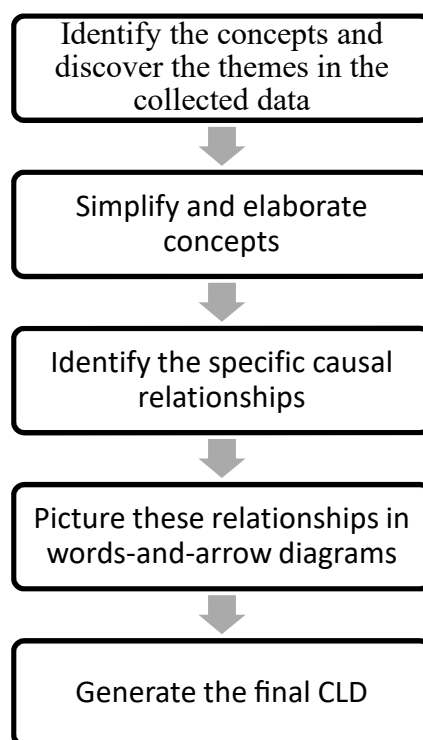 Identify the concepts and
discover the themes in the
collected data
Simplify and elaborate
concepts
Identify the specific causal
relationships
Picture these relationships in
words-and-arrow diagrams
Generate the final CLD